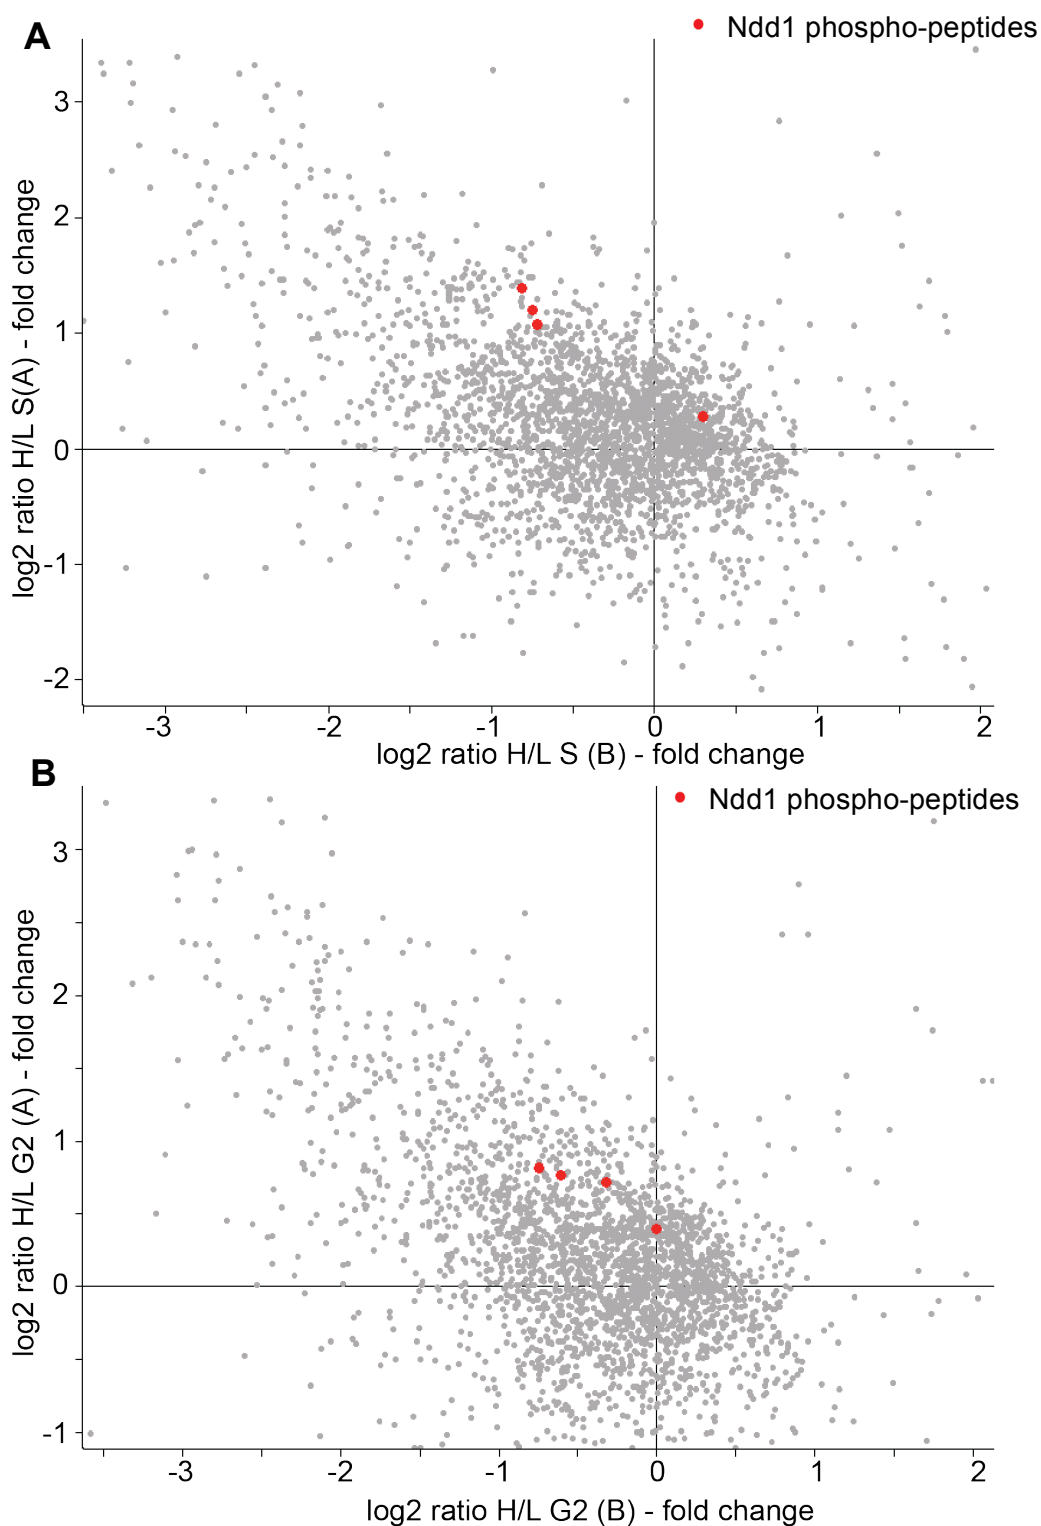 A
Ndd1 phospho-peptides
3
2
1
0
-1
-2
log2 ratio H/L S(A) - fold change
-3 -2 -1 0 1 2
log2 ratio H/L S (B) - fold change
B
Ndd1 phospho-peptides
3
2
1
0
-1
log2 ratio H/L G2 (A) - fold change
-3 -2 -1 0 1 2
log2 ratio H/L G2 (B) - fold change